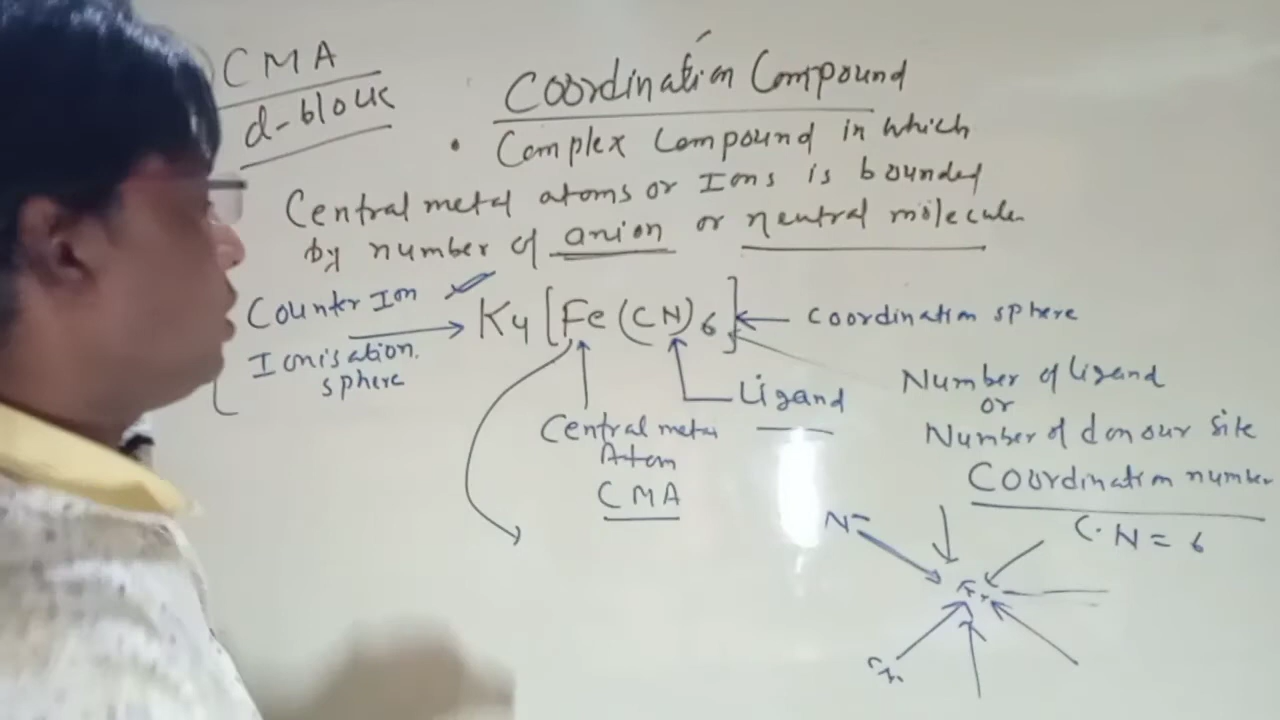 CMA
d-block
Coordination Compound
• Complex Compound in which
Central metal atoms or Ions is bounded
by number of anion or neutral molecules
Counter Ion
Ionisation
sphere
K4[Fe(CN)6]
Coordination sphere
Ligand
Central metal
Atom
CMA
Number of ligand
or
Number of donour site
Coordination number
C.N = 6
N